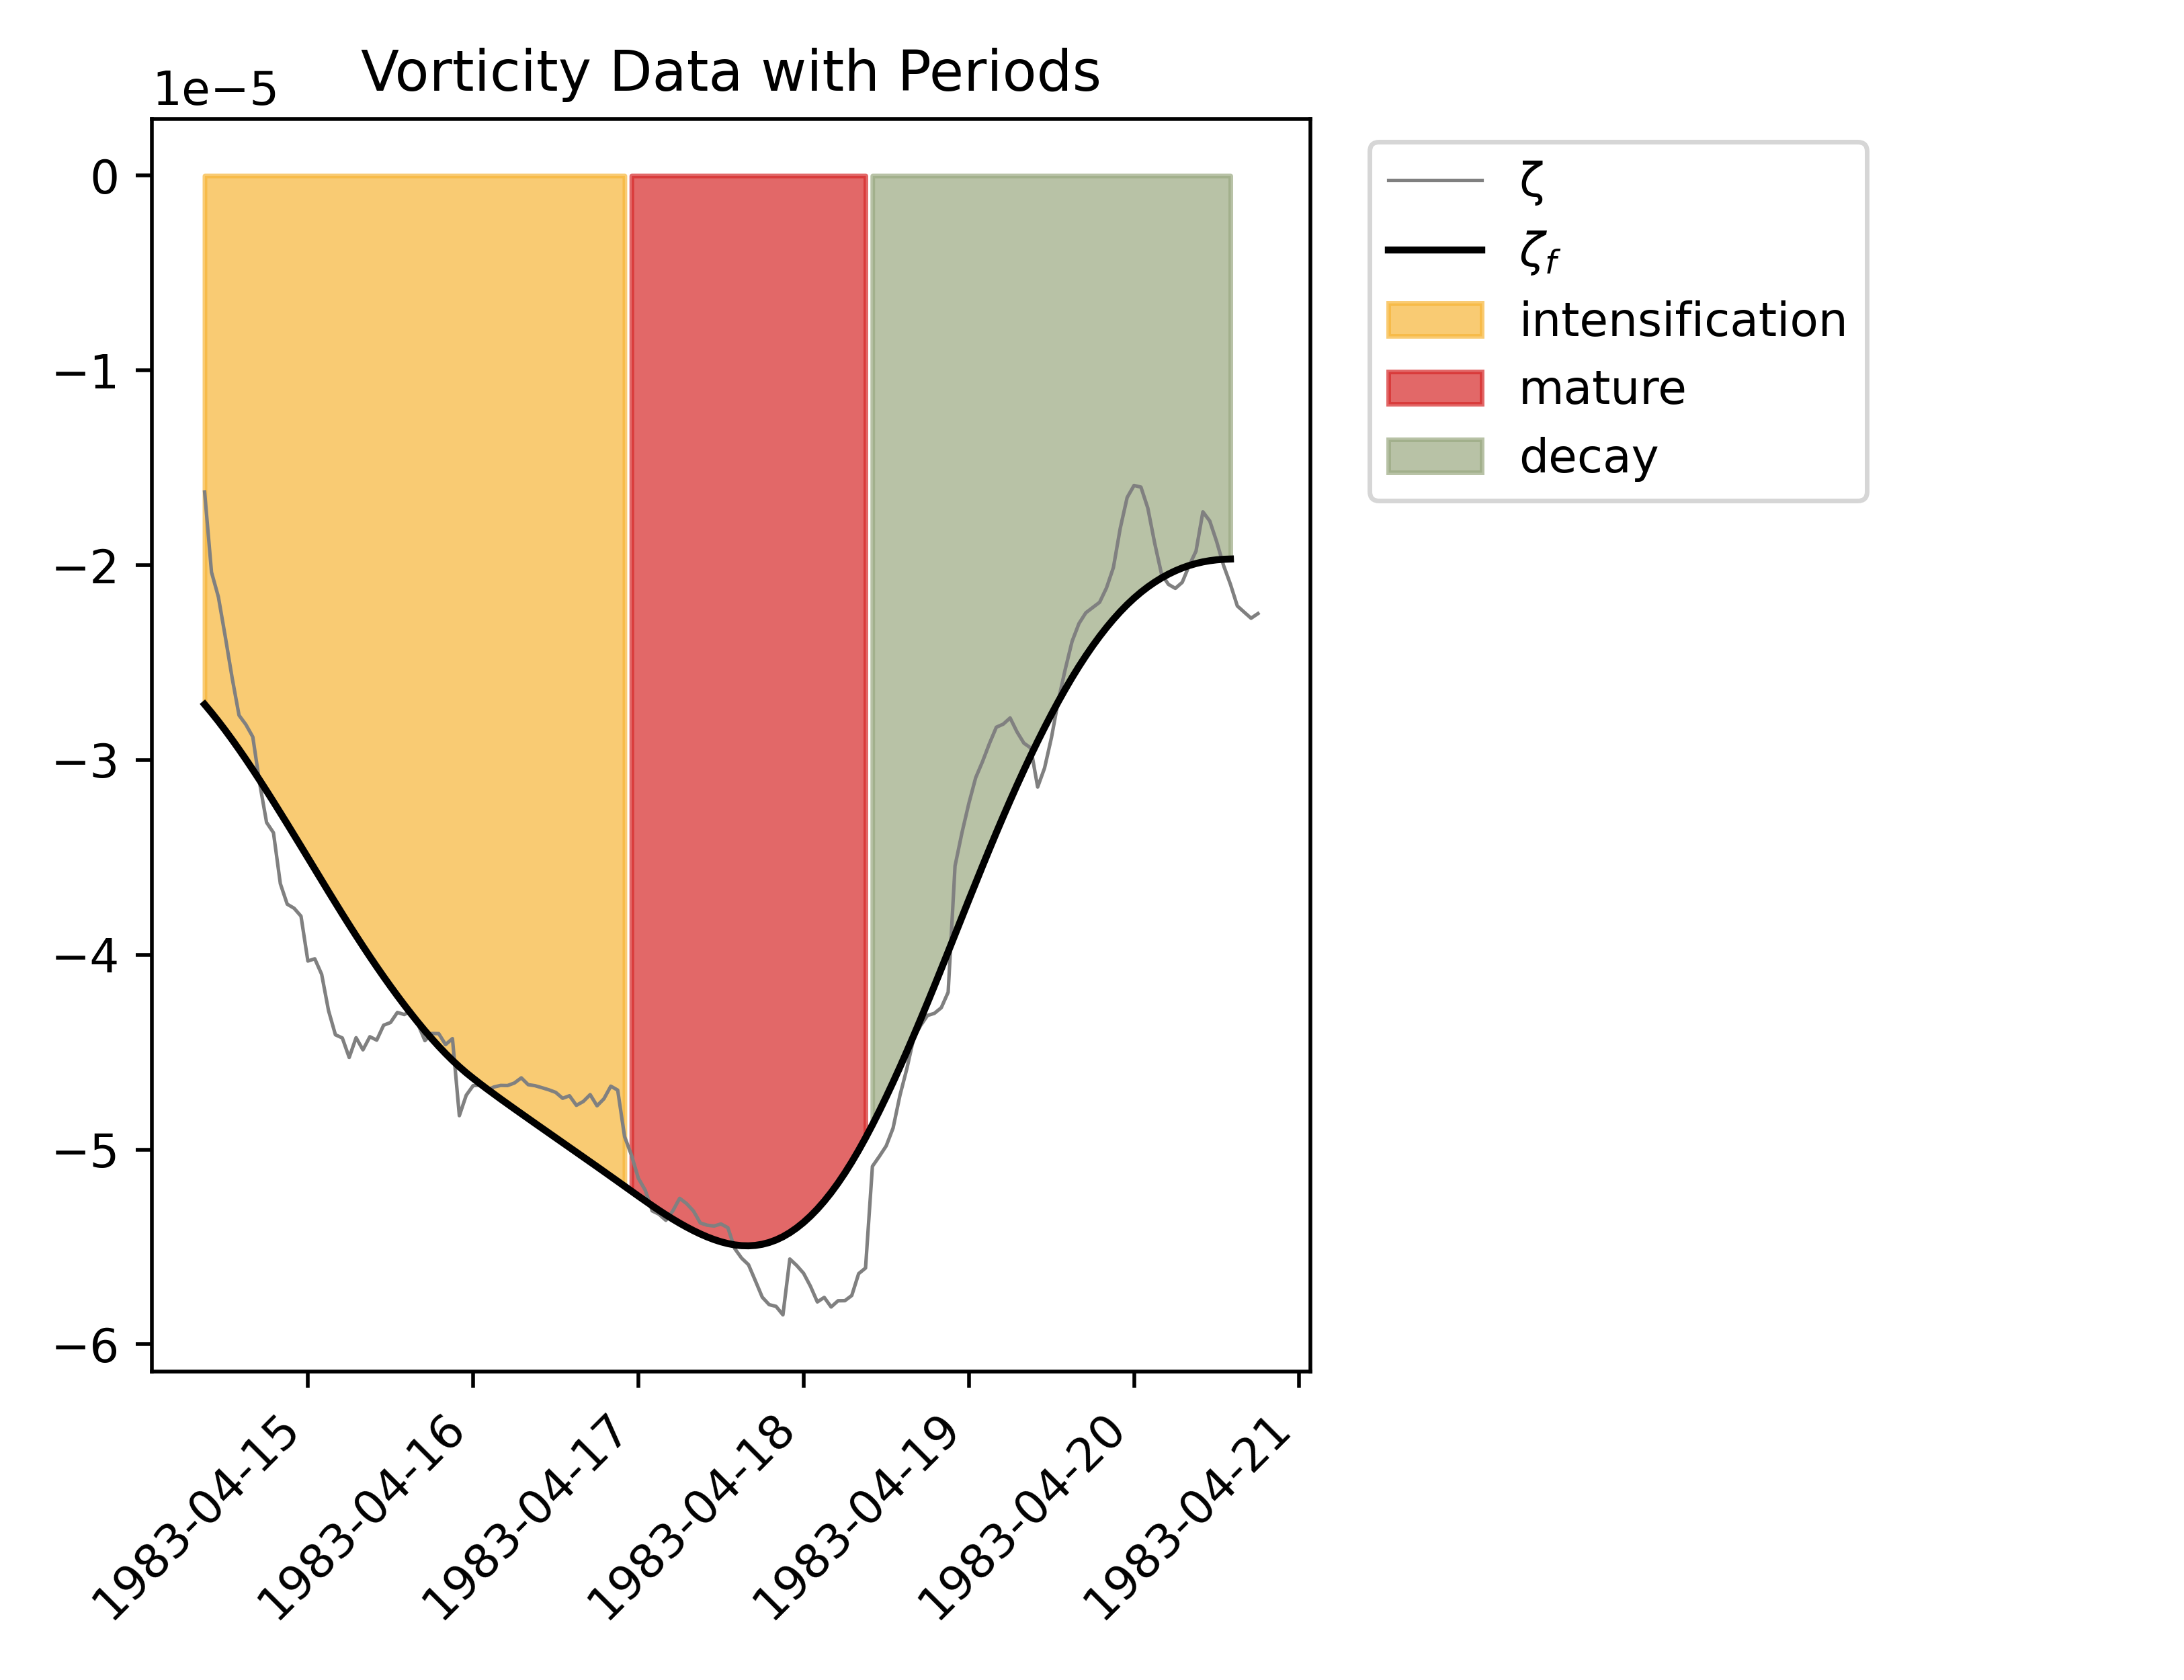 Vorticity Data with Periods
1e−5
0
−1
−2
−3
−4
−5
−6
1983-04-15
1983-04-16
1983-04-17
1983-04-18
1983-04-19
1983-04-20
1983-04-21
ζ
ζf
intensification
mature
decay